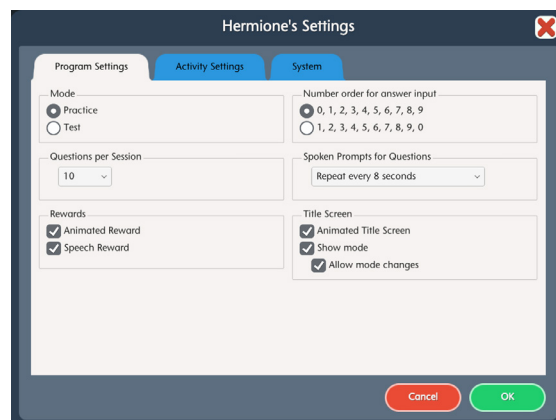 Hermione's Settings
Program Settings
Activity Settings
System
Mode
Practice
Test
Number order for answer input
0, 1, 2, 3, 4, 5, 6, 7, 8, 9
1, 2, 3, 4, 5, 6, 7, 8, 9, 0
Questions per Session
10
Spoken Prompts for Questions
Repeat every 8 seconds
Rewards
Animated Reward
Speech Reward
Title Screen
Animated Title Screen
Show mode
Allow mode changes
Cancel
OK